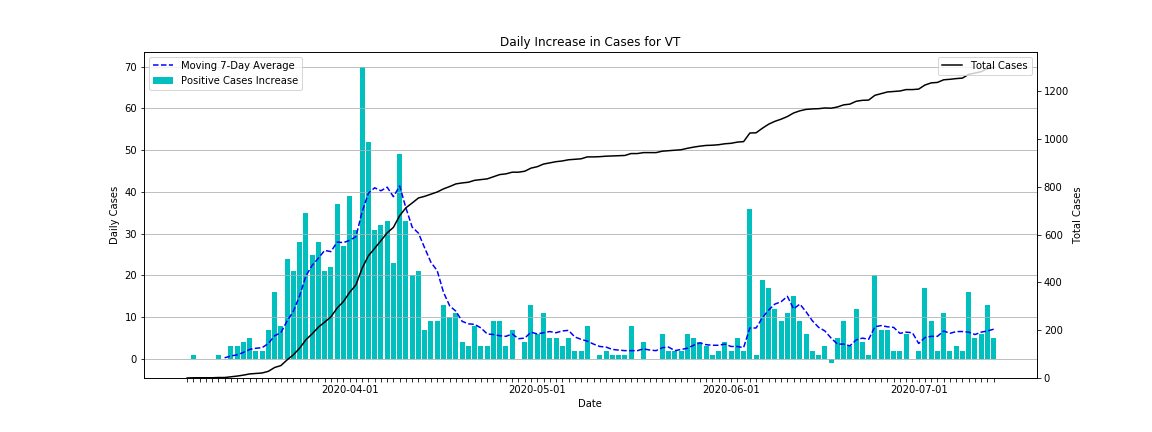 Daily Increase in Cases for VT
Moving 7-Day Average
Positive Cases Increase
Total Cases
70
60
50
40
30
20
10
0
Daily Cases
1200
1000
800
600
400
200
0
Total Cases
2020-04-01
2020-05-01
2020-06-01
2020-07-01
Date